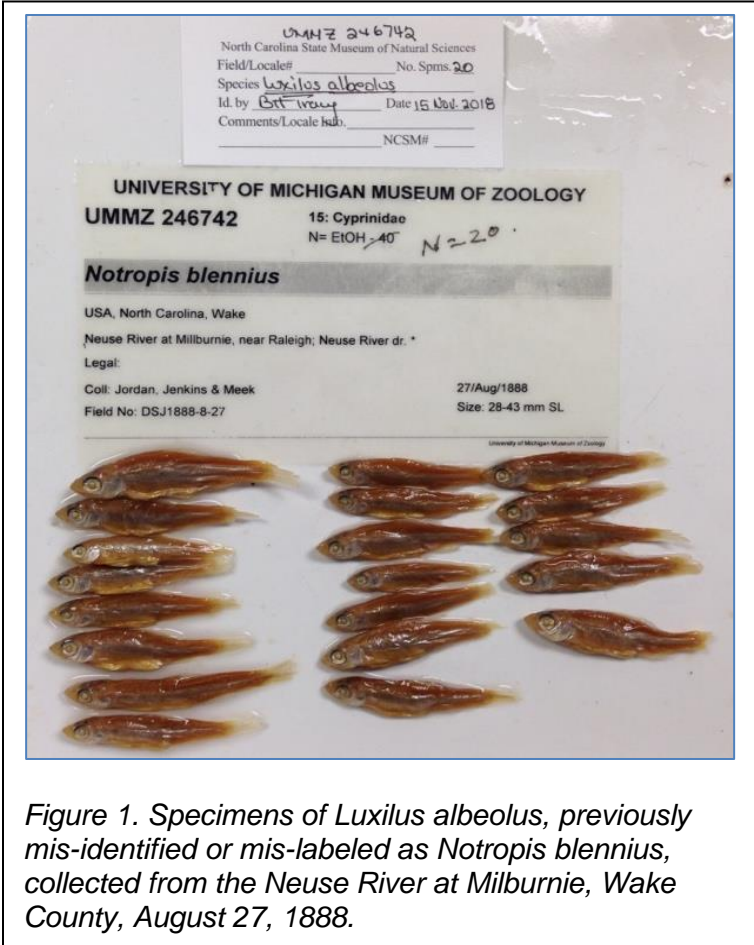 UMMZ 246742
North Carolina State Museum of Natural Sciences
Field/Locale# No. Spms. 20
Species Luxilus albeolus
Id. by Date 15 Nov. 2018
Comments/Locale Info.
NCSM#
UNIVERSITY OF MICHIGAN MUSEUM OF ZOOLOGY
UMMZ 246742 15: Cyprinidae
N= EtOH - 40 N = 20.
Notropis blennius
USA, North Carolina, Wake
Neuse River at Millburnie, near Raleigh; Neuse River dr. *
Legal:
Coll: Jordan, Jenkins & Meek 27/Aug/1888
Field No: DSJ1888-8-27 Size: 28-43 mm SL
University of Michigan Museum of Zoology
Figure 1. Specimens of Luxilus albeolus, previously
mis-identified or mis-labeled as Notropis blennius,
collected from the Neuse River at Milburnie, Wake
County, August 27, 1888.